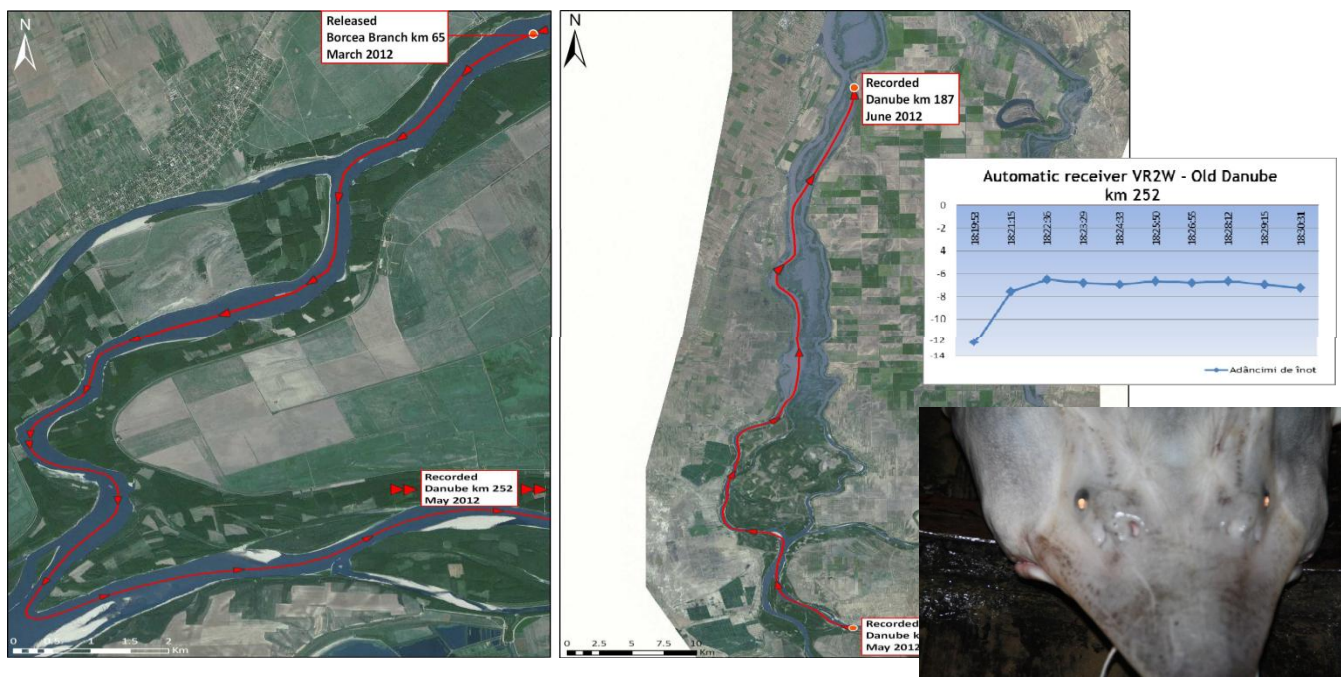 N
Released
Borcea Branch km 65
March 2012
Recorded
Danube km 252
May 2012
0 0.5 1 1.5 2
Km
N
Recorded
Danube km 187
June 2012
Recorded
Danube k
May 2012
0 2.5 5 7.5 10
Km
Automatic receiver VR2W - Old Danube
km 252
0
-2
-4
-6
-8
-10
-12
-14
18:19:53
18:21:15
18:22:36
18:23:29
18:24:33
18:25:50
18:26:55
18:28:12
18:29:15
18:30:31
Adâncimi de înot